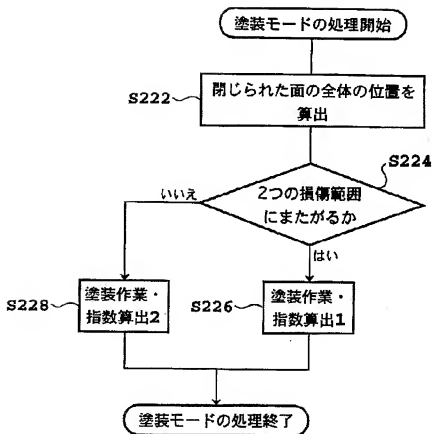 塗装モードの処理開始
S222
閉じられた面の全体の位置を
算出
S224
2つの損傷範囲
にまたがるか
いいえ
はい
S228
塗装作業・
指数算出2
S226
塗装作業・
指数算出1
塗装モードの処理終了